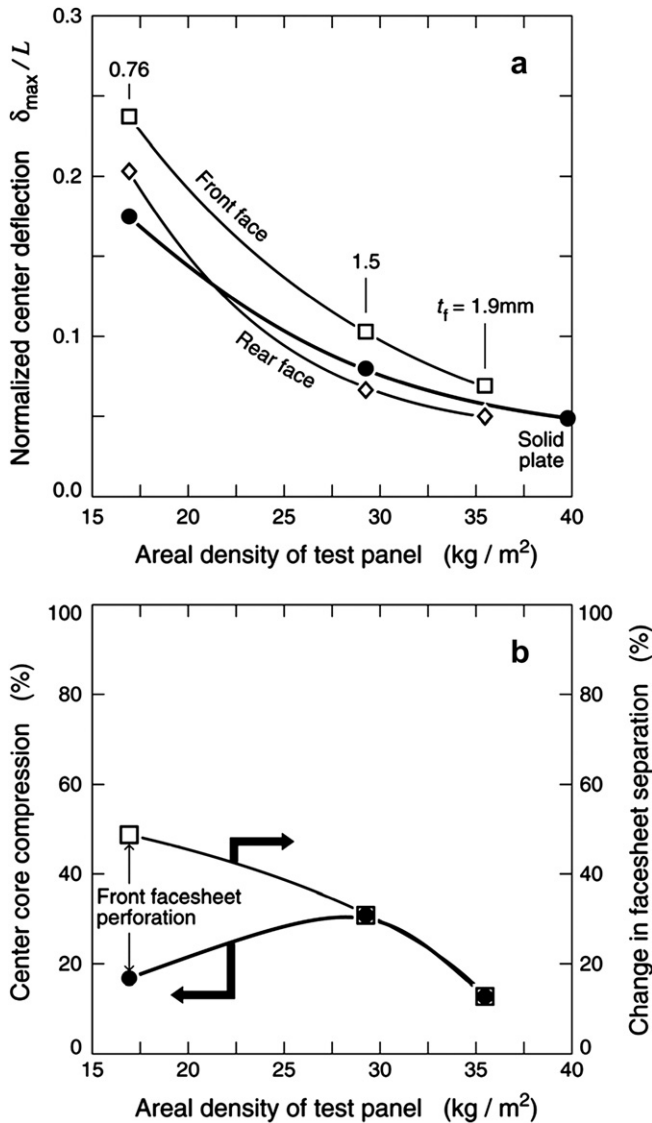 0.3
a
0.76
0.2
Front face
1.5
t_f = 1.9mm
0.1
Rear face
Solid
plate
0.0
15 20 25 30 35 40
Normalized center deflection δ_max / L
Areal density of test panel (kg / m²)
100 100
b
80 80
60 60
40 40
Front facesheet
perforation
20 20
0 0
15 20 25 30 35 40
Center core compression (%)
Change in facesheet separation (%)
Areal density of test panel (kg / m²)